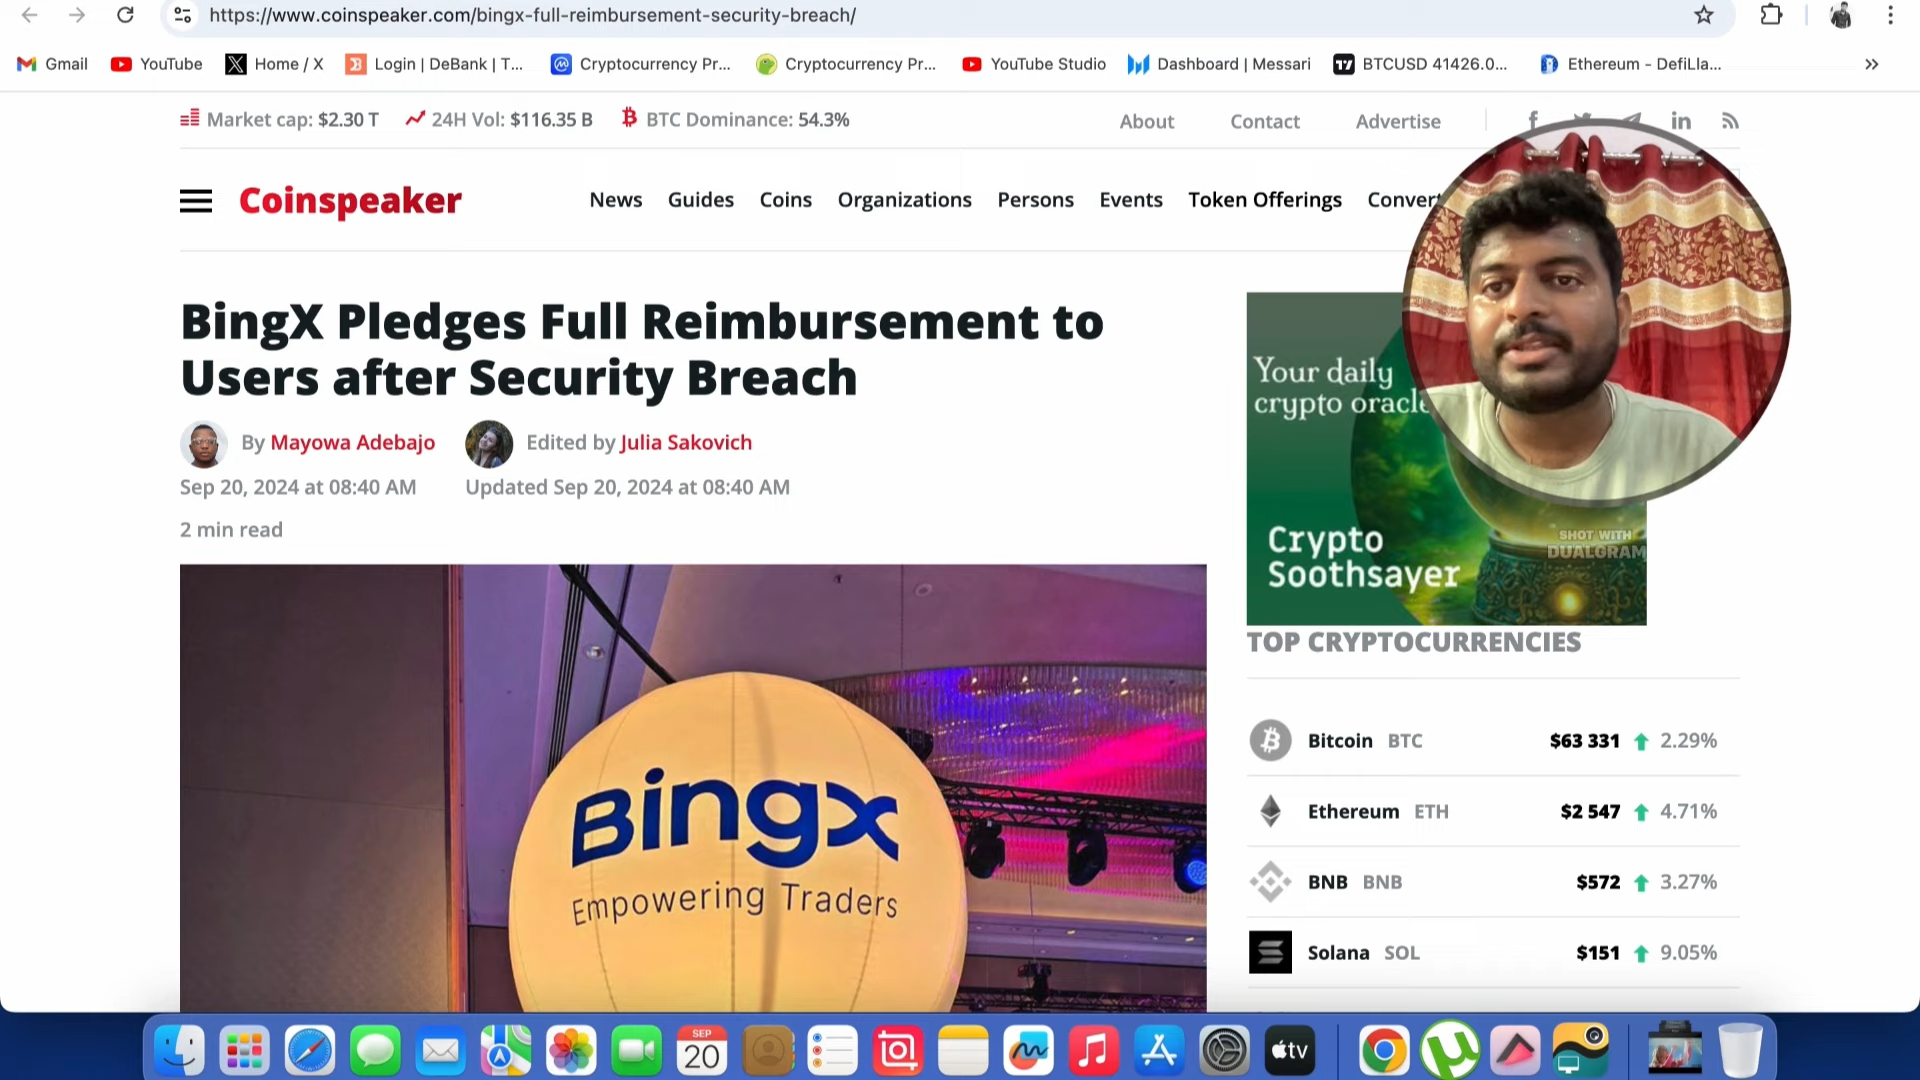 https://www.coinspeaker.com/bingx-full-reimbursement-security-breach/
Gmail
YouTube
Home / X
Login | DeBank | T...
Cryptocurrency Pr...
Cryptocurrency Pr...
YouTube Studio
Dashboard | Messari
BTCUSD 41426.0...
Ethereum - DefiLla...
Market cap: $2.30 T
24H Vol: $116.35 B
BTC Dominance: 54.3%
About
Contact
Advertise
Coinspeaker
News
Guides
Coins
Organizations
Persons
Events
Token Offerings
Convert
BingX Pledges Full Reimbursement to
Users after Security Breach
By Mayowa Adebajo
Edited by Julia Sakovich
Sep 20, 2024 at 08:40 AM
Updated Sep 20, 2024 at 08:40 AM
2 min read
Bingx
Empowering Traders
Your daily
crypto oracle
Crypto
Soothsayer
SHOT WITH
DUALGRAM
TOP CRYPTOCURRENCIES
Bitcoin BTC $63 331 2.29%
Ethereum ETH $2 547 4.71%
BNB BNB $572 3.27%
Solana SOL $151 9.05%
SEP
20
tv